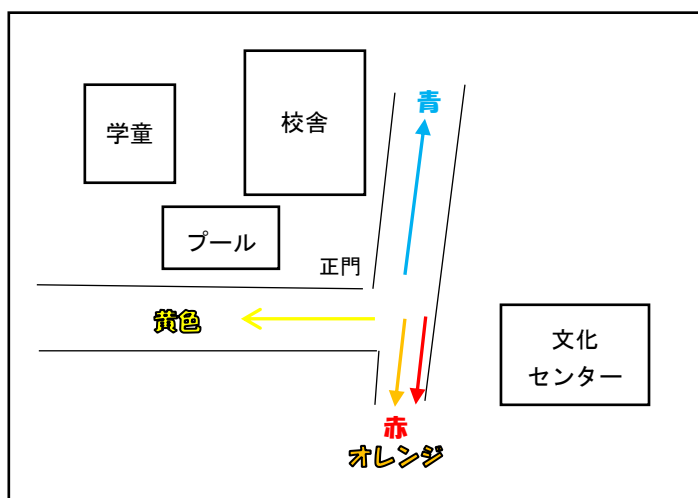 青
校舎
学童
プール
正門
黄色
文化
センター
赤
オレンジ